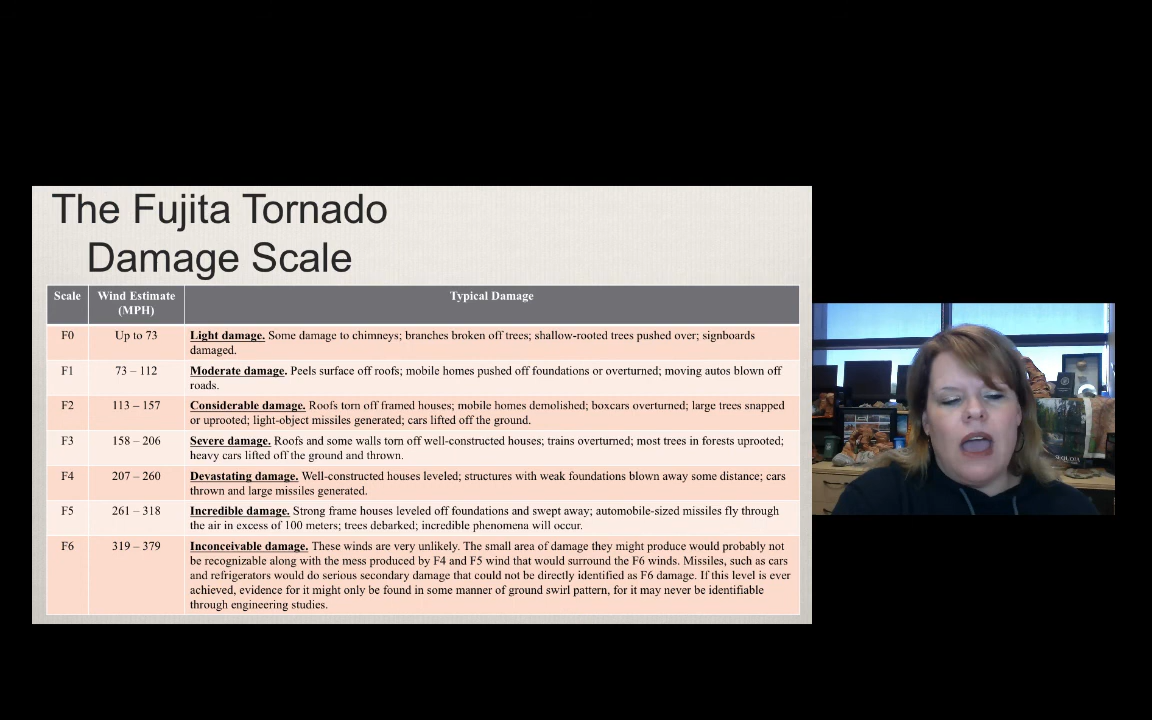 The Fujita Tornado
Damage Scale
Scale
Wind Estimate
(MPH)
Typical Damage
F0
Up to 73
Light damage. Some damage to chimneys; branches broken off trees; shallow-rooted trees pushed over; signboards
damaged.
F1
73 – 112
Moderate damage. Peels surface off roofs; mobile homes pushed off foundations or overturned; moving autos blown off
roads.
F2
113 – 157
Considerable damage. Roofs torn off framed houses; mobile homes demolished; boxcars overturned; large trees snapped
or uprooted; light-object missiles generated; cars lifted off the ground.
F3
158 – 206
Severe damage. Roofs and some walls torn off well-constructed houses; trains overturned; most trees in forests uprooted;
heavy cars lifted off the ground and thrown.
F4
207 – 260
Devastating damage. Well-constructed houses leveled; structures with weak foundations blown away some distance; cars
thrown and large missiles generated.
F5
261 – 318
Incredible damage. Strong frame houses leveled off foundations and swept away; automobile-sized missiles fly through
the air in excess of 100 meters; trees debarked; incredible phenomena will occur.
F6
319 – 379
Inconceivable damage. These winds are very unlikely. The small area of damage they might produce would probably not
be recognizable along with the mess produced by F4 and F5 wind that would surround the F6 winds. Missiles, such as cars
and refrigerators would do serious secondary damage that could not be directly identified as F6 damage. If this level is ever
achieved, evidence for it might only be found in some manner of ground swirl pattern, for it may never be identifiable
through engineering studies.
SEQUOIA